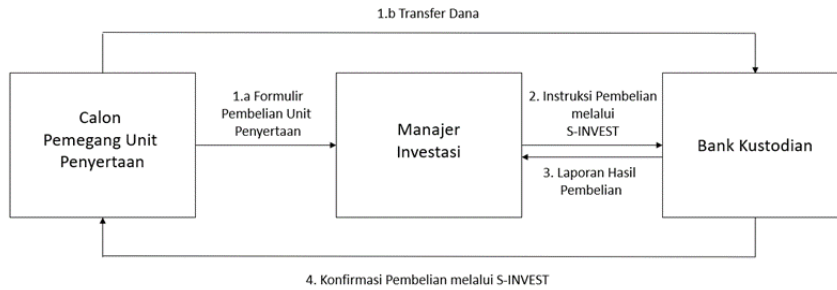 1.b Transfer Dana
Calon
Pemegang Unit
Penyertaan
1.a Formulir
Pembelian Unit
Penyertaan
Manajer
Investasi
2. Instruksi Pembelian
melalui
S-INVEST
3. Laporan Hasil
Pembelian
Bank Kustodian
4. Konfirmasi Pembelian melalui S-INVEST